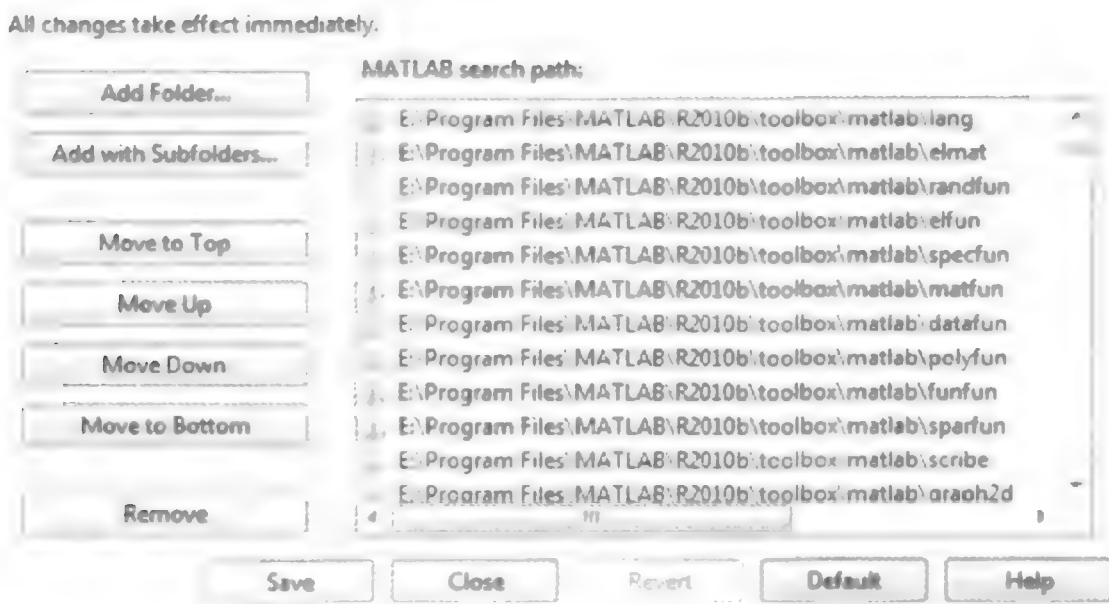 All changes take effect immediately.
MATLAB search path:
Add Folder...
Add with Subfolders...
Move to Top
Move Up
Move Down
Move to Bottom
Remove
E:\Program Files\MATLAB\R2010b\toolbox\matlab\lang
E:\Program Files\MATLAB\R2010b\toolbox\matlab\elmat
E:\Program Files\MATLAB\R2010b\toolbox\matlab\randfun
E:\Program Files\MATLAB\R2010b\toolbox\matlab\elfun
E:\Program Files\MATLAB\R2010b\toolbox\matlab\specfun
E:\Program Files\MATLAB\R2010b\toolbox\matlab\matfun
E:\Program Files\MATLAB\R2010b\toolbox\matlab\datafun
E:\Program Files\MATLAB\R2010b\toolbox\matlab\polyfun
E:\Program Files\MATLAB\R2010b\toolbox\matlab\funfun
E:\Program Files\MATLAB\R2010b\toolbox\matlab\sparfun
E:\Program Files\MATLAB\R2010b\toolbox\matlab\scribe
E:\Program Files\MATLAB\R2010b\toolbox\matlab\graph2d
Save
Close
Revert
Default
Help